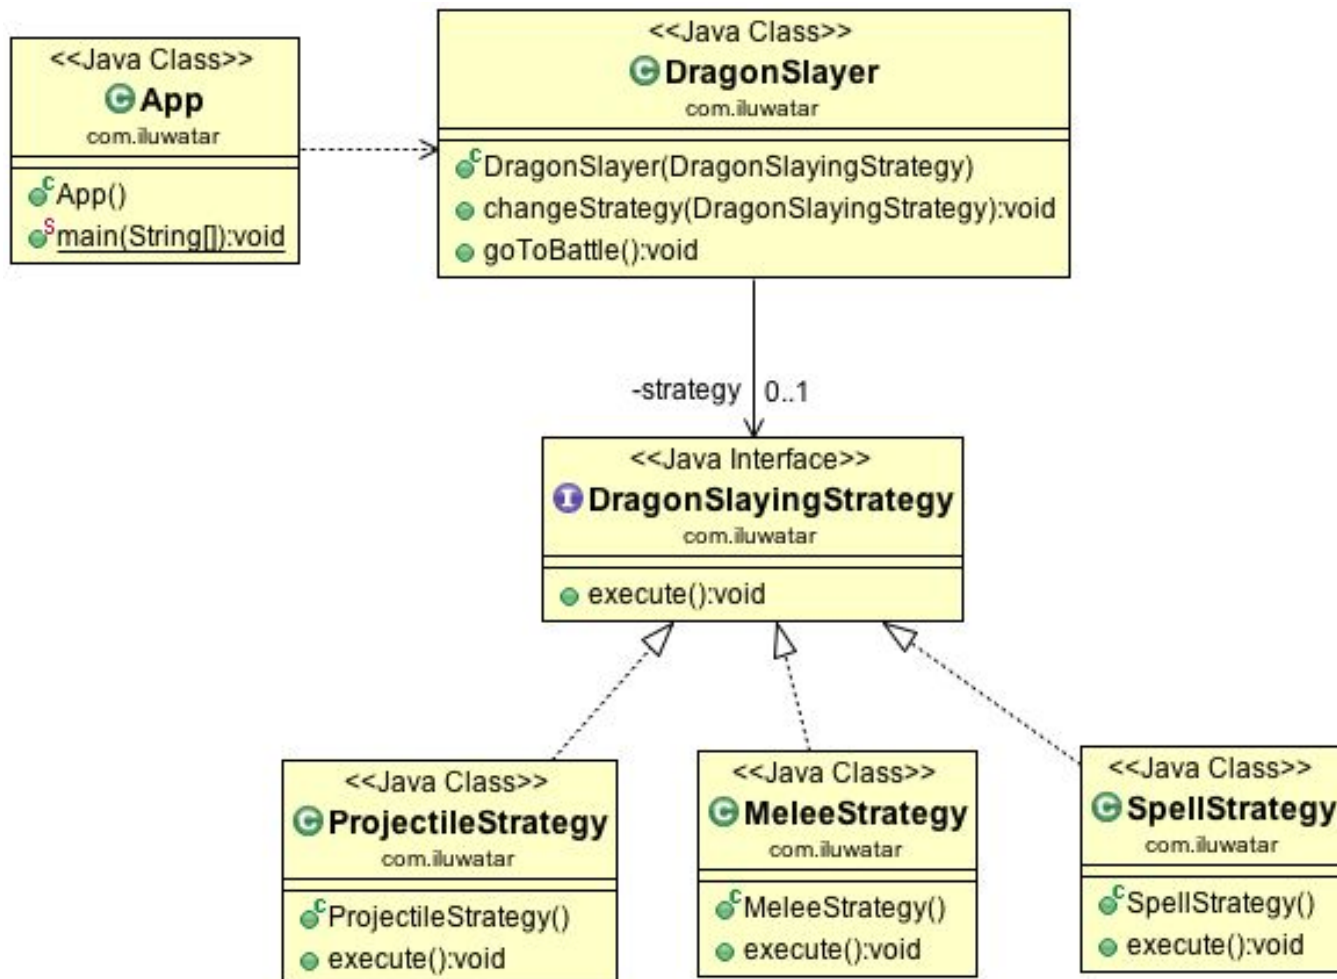 <<Java Class>>
App
com.iluwatar
App()
main(String[]):void
<<Java Class>>
DragonSlayer
com.iluwatar
DragonSlayer(DragonSlayingStrategy)
changeStrategy(DragonSlayingStrategy):void
goToBattle():void
-strategy 0..1
<<Java Interface>>
DragonSlayingStrategy
com.iluwatar
execute():void
<<Java Class>>
ProjectileStrategy
com.iluwatar
ProjectileStrategy()
execute():void
<<Java Class>>
MeleeStrategy
com.iluwatar
MeleeStrategy()
execute():void
<<Java Class>>
SpellStrategy
com.iluwatar
SpellStrategy()
execute():void